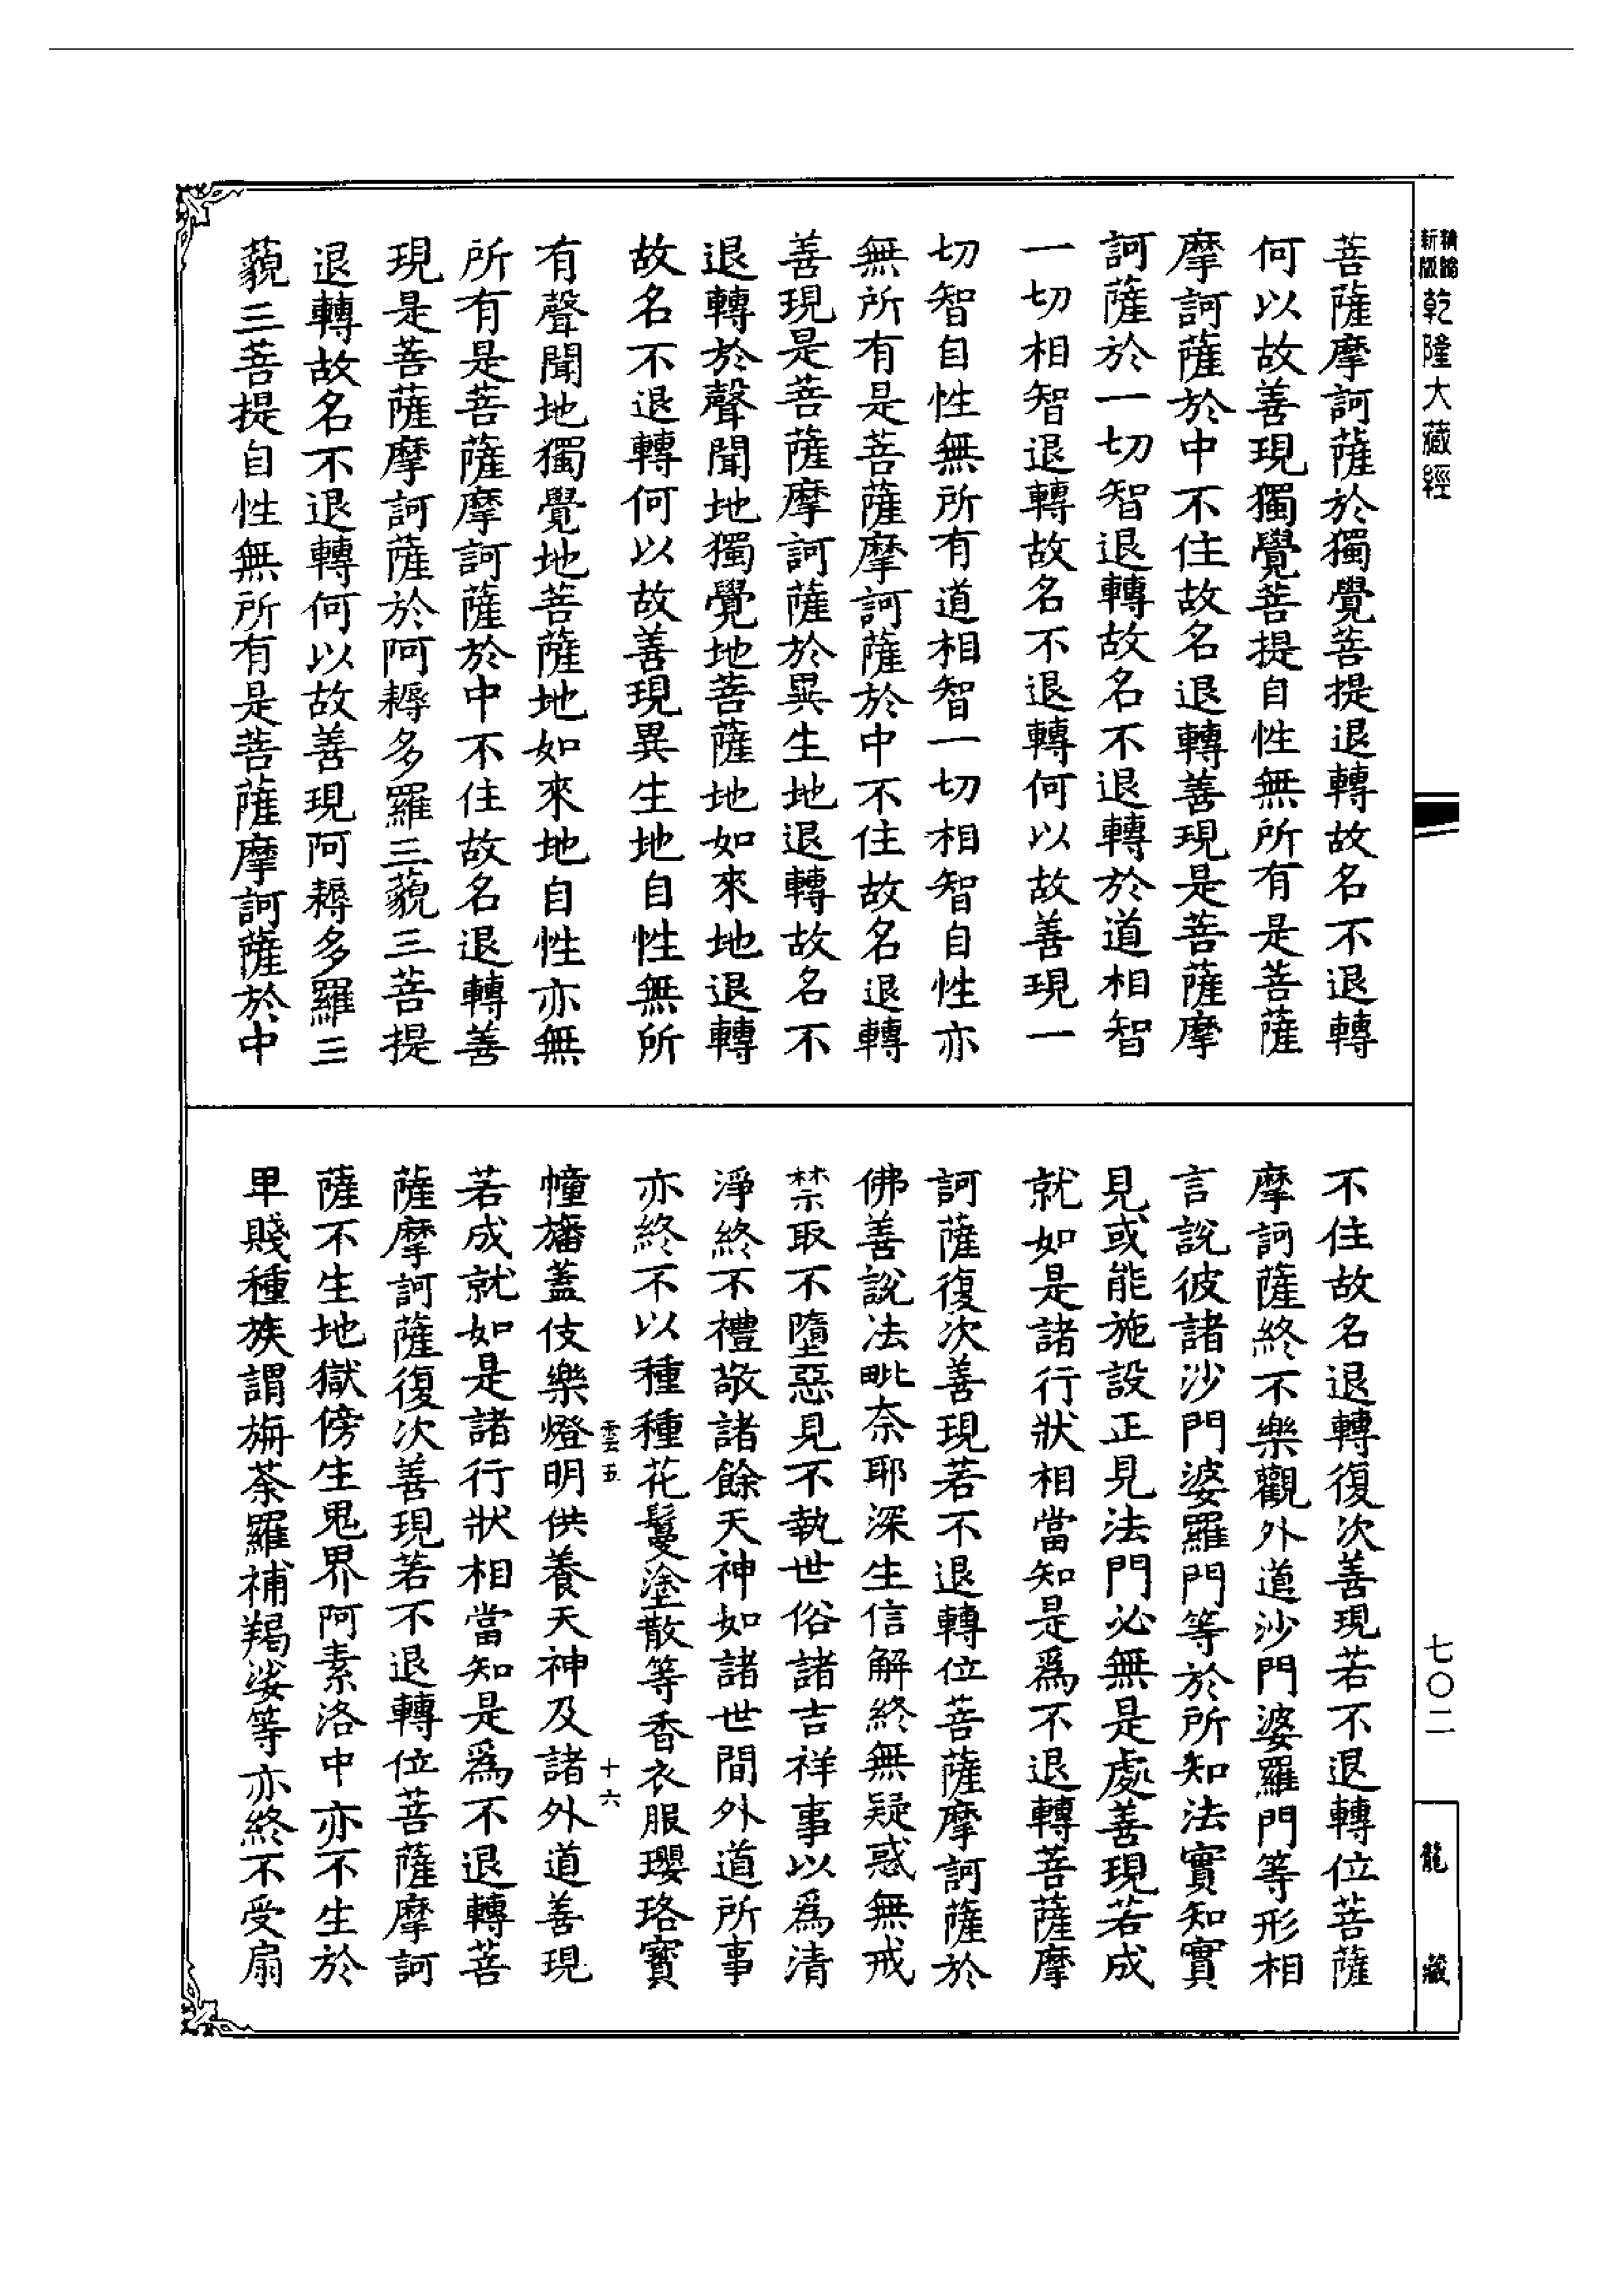 新版精縮乾隆大藏經
七〇二
龍藏
菩薩摩訶薩於獨覺菩提退轉故名不退轉
何以故善現獨覺菩提自性無所有是菩薩
摩訶薩於中不住故名退轉善現是菩薩摩
訶薩於一切智退轉故名不退轉於道相智
一切相智退轉故名不退轉何以故善現一
切智自性無所有道相智一切相智自性亦
無所有是菩薩摩訶薩於中不住故名退轉
善現是菩薩摩訶薩於異生地退轉故名不
退轉於聲聞地獨覺地菩薩地如來地退轉
故名不退轉何以故善現異生地自性無所
有聲聞地獨覺地菩薩地如來地自性亦無
所有是菩薩摩訶薩於中不住故名退轉善
現是菩薩摩訶薩於阿耨多羅三藐三菩提
退轉故名不退轉何以故善現阿耨多羅三
藐三菩提自性無所有是菩薩摩訶薩於中
不住故名退轉復次善現若不退轉位菩薩
摩訶薩終不樂觀外道沙門婆羅門等形相
言說彼諸沙門婆羅門等於所知法實知實
見或能施設正見法門必無是處善現若成
就如是諸行狀相當知是爲不退轉菩薩摩
訶薩復次善現若不退轉位菩薩摩訶薩於
佛善說法毗奈耶深生信解終無疑惑無戒
禁取不墮惡見不執世俗諸吉祥事以爲清
淨終不禮敬諸餘天神如諸世間外道所事
亦終不以種種花鬘塗散等香衣服瓔珞寶
雲五 十六
幢旛蓋伎樂燈明供養天神及諸外道善現
若成就如是諸行狀相當知是爲不退轉菩
薩摩訶薩復次善現若不退轉位菩薩摩訶
薩不生地獄傍生鬼界阿素洛中亦不生於
卑賤種族謂旃荼羅補羯娑等亦終不受扇